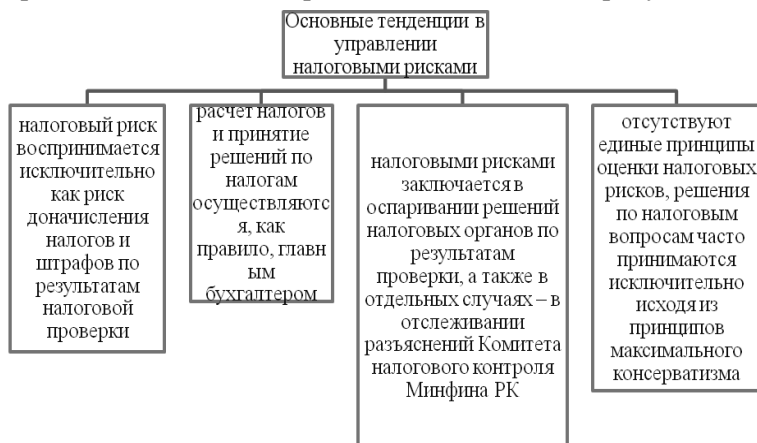 Основные тенденции в
управлении
налоговыми рисками
налоговый риск
воспринимается
исключительно
как риск
доначисления
налогов и
штрафов по
результатам
налоговой
проверки
расчет налогов
и принятие
решений по
налогам
осуществляютс
я, как
правило, главн
ым
бухгалтером
налоговыми рисками
заключается в
оспаривании решений
налоговых органов по
результатам
проверки, а также в
отдельных случаях – в
отслеживании
разъяснений Комитета
налогового контроля
Минфина РК
отсутствуют
единые принципы
оценки налоговых
рисков, решения
по налоговым
вопросам часто
принимаются
исключительно
исходя из
принципов
максимального
консерватизма